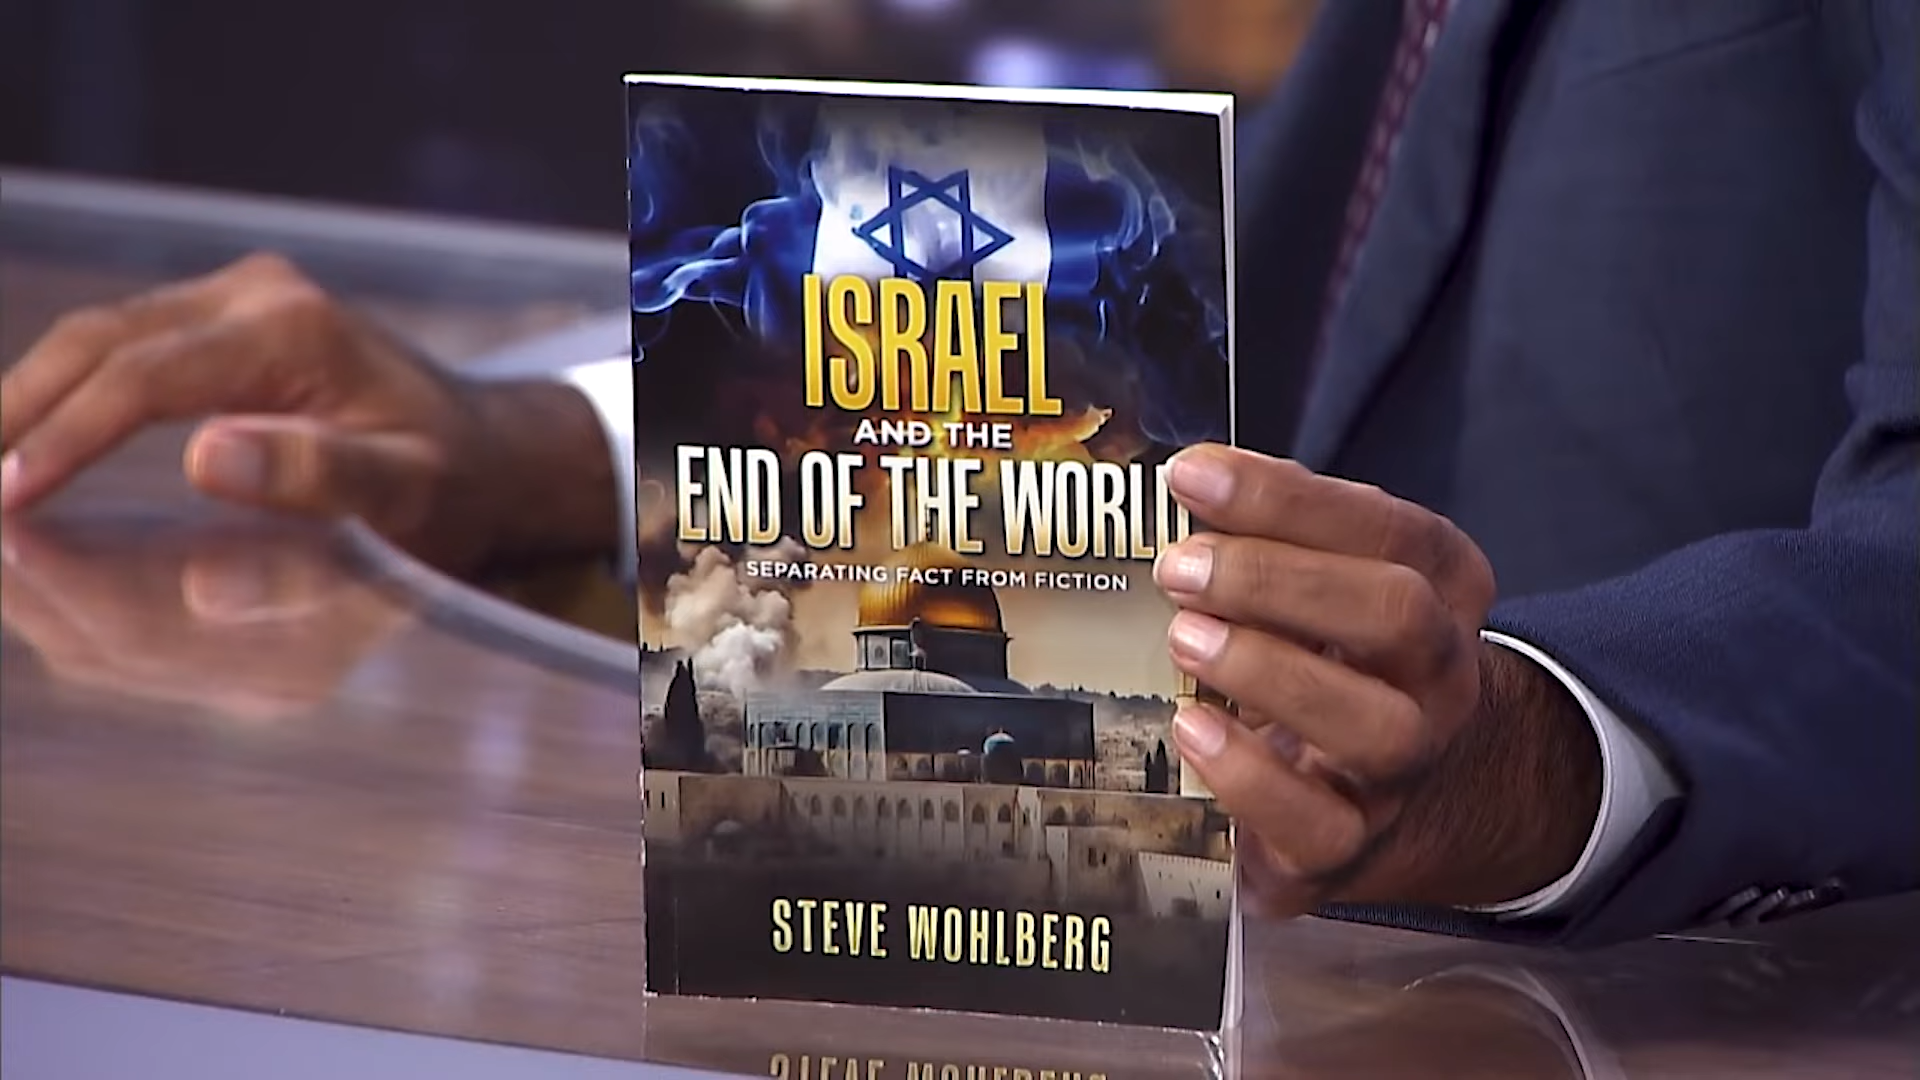 ISRAEL
AND THE
END OF THE WORLD
SEPARATING FACT FROM FICTION
STEVE WOHLBERG